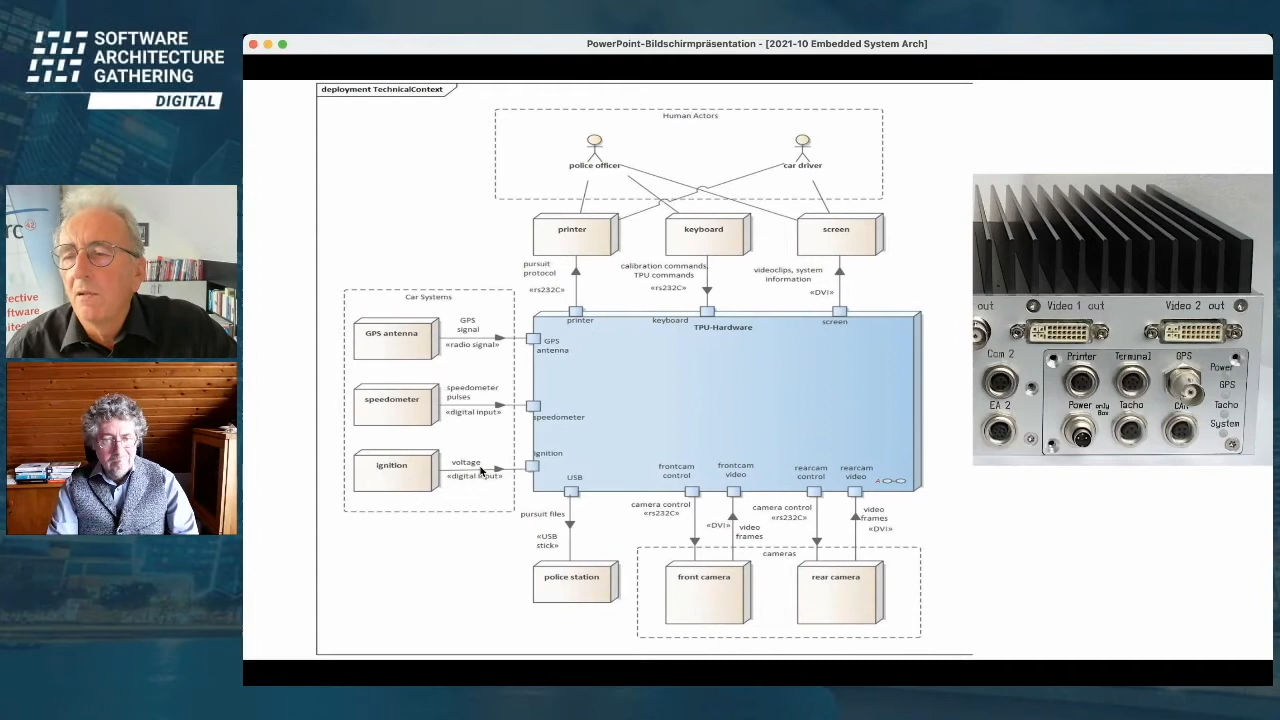 SOFTWARE
ARCHITECTURE
GATHERING
DIGITAL
PowerPoint-Bildschirmpräsentation - [2021-10 Embedded System Arch]
deployment TechnicalContext
Human Actors
police officer
car driver
printer
keyboard
screen
pursuit
protocol
«rs232C»
calibration commands,
TPU commands
«rs232C»
videoclips, system
information
«DVI»
Car Systems
GPS antenna
GPS
signal
«radio signal»
speedometer
speedometer
pulses
«digital input»
ignition
voltage
«digital input»
printer
keyboard
screen
TPU-Hardware
GPS
antenna
speedometer
ignition
USB
frontcam
control
frontcam
video
rearcam
control
rearcam
video
pursuit files
«USB
stick»
camera control
«rs232C»
«DVI»
video
frames
camera control
«rs232C»
video
frames
«DVI»
cameras
police station
front camera
rear camera
out
Video 1 out
Video 2 out
Com 2
Printer
Terminal
GPS
Power
GPS
EA 2
Power only
Box
Tacho
CAN
Tacho
System